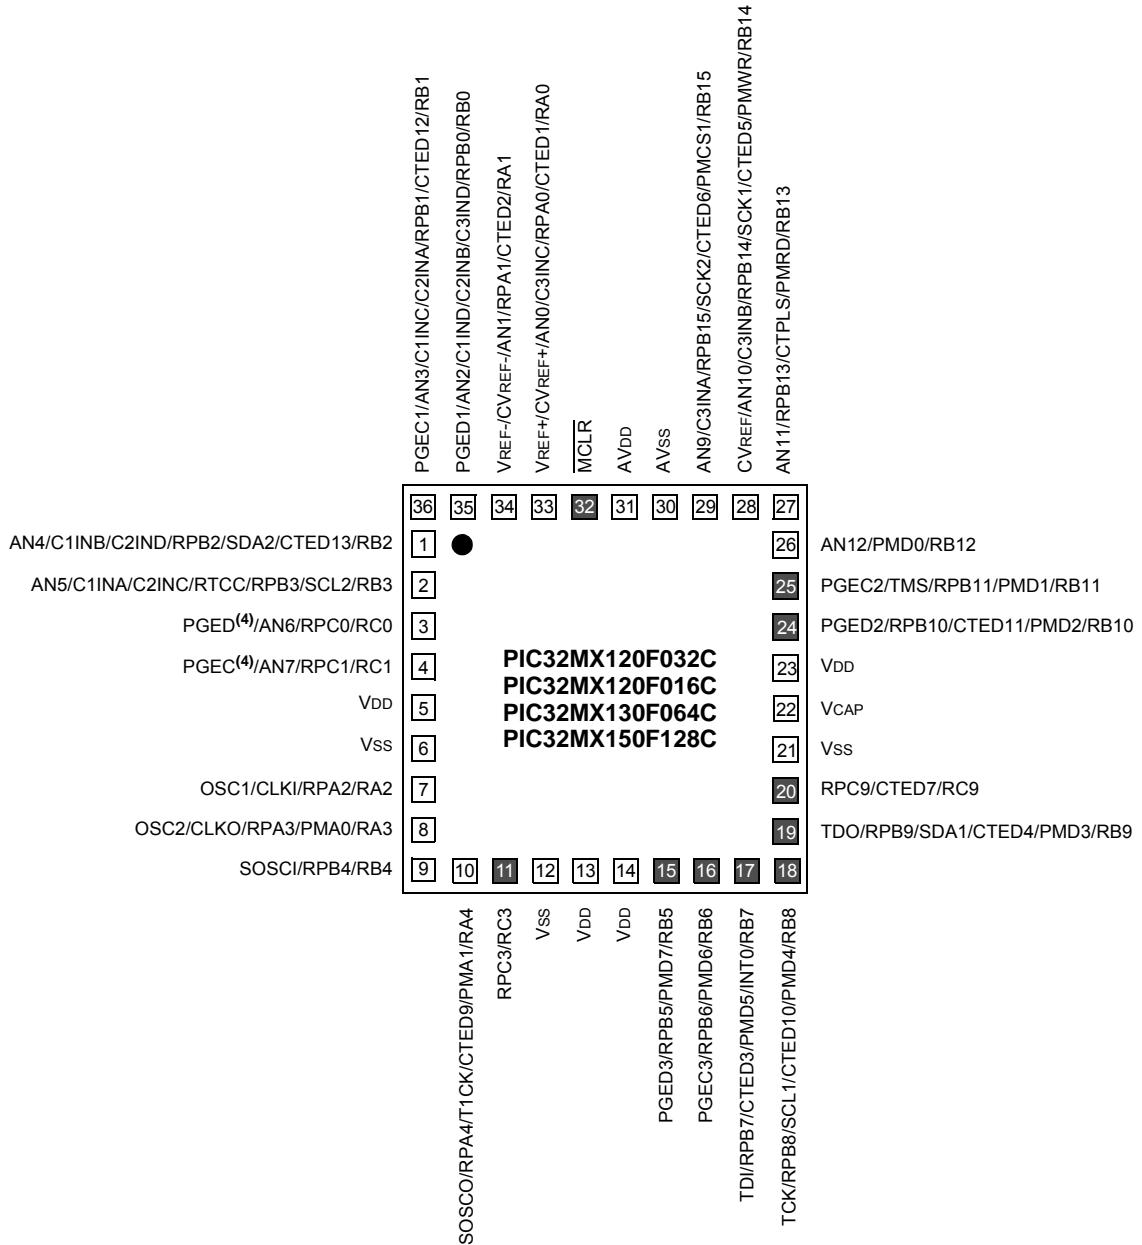 PGEC1/AN3/C1INC/C2INA/RPB1/CTED12/RB1
PGED1/AN2/C1IND/C2INB/C3IND/RPB0/RB0
VREF-/CVREF-/AN1/RPA1/CTED2/RA1
VREF+/CVREF+/AN0/C3INC/RPA0/CTED1/RA0
MCLR
AVDD
AVSS
AN9/C3INA/RPB15/SCK2/CTED6/PMCS1/RB15
CVREF/AN10/C3INB/RPB14/SCK1/CTED5/PMWR/RB14
AN11/RPB13/CTPLS/PMRD/RB13
36 35 34 33 32 31 30 29 28 27
AN4/C1INB/C2IND/RPB2/SDA2/CTED13/RB2 1
26 AN12/PMD0/RB12
AN5/C1INA/C2INC/RTCC/RPB3/SCL2/RB3 2
25 PGEC2/TMS/RPB11/PMD1/RB11
PGED(4)/AN6/RPC0/RC0 3
24 PGED2/RPB10/CTED11/PMD2/RB10
PGEC(4)/AN7/RPC1/RC1 4
23 VDD
PIC32MX120F032C
PIC32MX120F016C
PIC32MX130F064C
PIC32MX150F128C
VDD 5
22 VCAP
VSS 6
21 VSS
OSC1/CLKI/RPA2/RA2 7
20 RPC9/CTED7/RC9
OSC2/CLKO/RPA3/PMA0/RA3 8
19 TDO/RPB9/SDA1/CTED4/PMD3/RB9
SOSCI/RPB4/RB4 9
10 11 12 13 14 15 16 17 18
SOSCO/RPA4/T1CK/CTED9/PMA1/RA4
RPC3/RC3
VSS
VDD
VDD
PGED3/RPB5/PMD7/RB5
PGEC3/RPB6/PMD6/RB6
TDI/RPB7/CTED3/PMD5/INT0/RB7
TCK/RPB8/SCL1/CTED10/PMD4/RB8